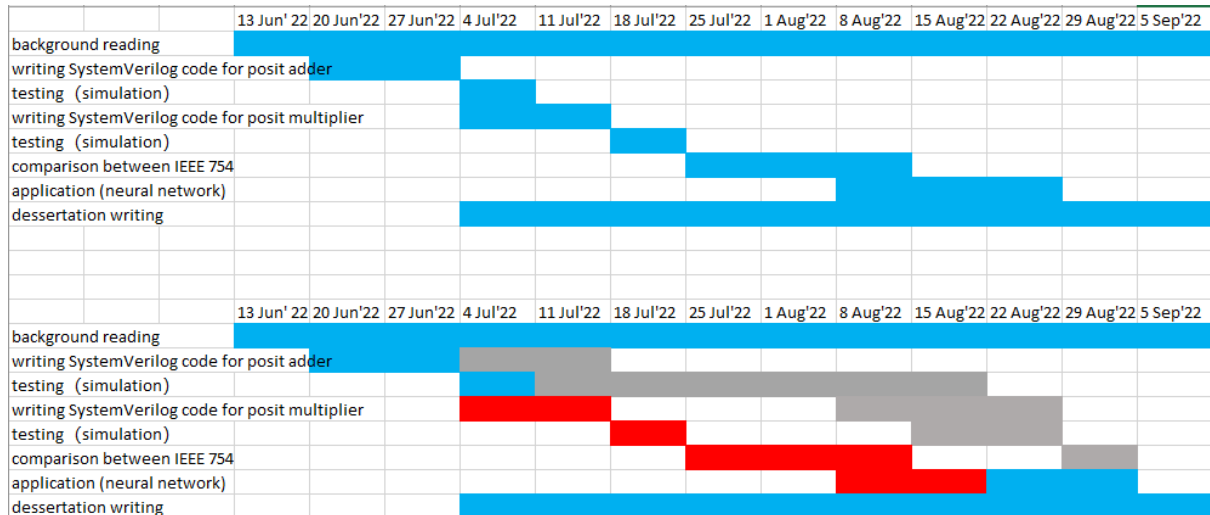 13 Jun' 22 20 Jun'22 27 Jun'22 4 Jul'22 11 Jul'22 18 Jul'22 25 Jul'22 1 Aug'22 8 Aug'22 15 Aug'22 22 Aug'22 29 Aug'22 5 Sep'22
background reading
writing SystemVerilog code for posit adder
testing （simulation）
writing SystemVerilog code for posit multiplier
testing （simulation）
comparison between IEEE 754
application (neural network)
dessertation writing
13 Jun' 22 20 Jun'22 27 Jun'22 4 Jul'22 11 Jul'22 18 Jul'22 25 Jul'22 1 Aug'22 8 Aug'22 15 Aug'22 22 Aug'22 29 Aug'22 5 Sep'22
background reading
writing SystemVerilog code for posit adder
testing （simulation）
writing SystemVerilog code for posit multiplier
testing （simulation）
comparison between IEEE 754
application (neural network)
dessertation writing